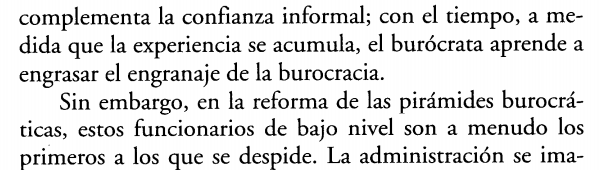 complementa la confianza informal; con el tiempo, a me-
dida que la experiencia se acumula, el burócrata aprende a
engrasar el engranaje de la burocracia.
Sin embargo, en la reforma de las pirámides burocrá-
ticas, estos funcionarios de bajo nivel son a menudo los
primeros a los que se despide. La administración se ima-